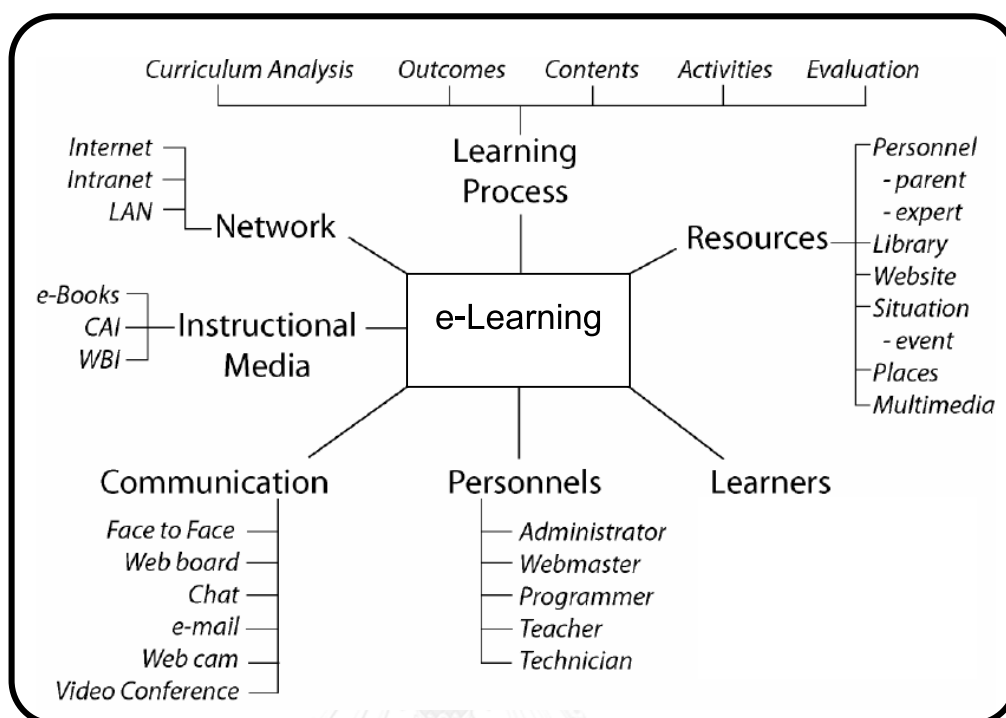 Curriculum Analysis Outcomes Contents Activities Evaluation
Learning
Process
Internet
Intranet
LAN
Network
Resources
Personnel
- parent
- expert
Library
Website
Situation
- event
Places
Multimedia
e-Books
CAI
WBI
Instructional
Media
e-Learning
Communication
Face to Face
Web board
Chat
e-mail
Web cam
Video Conference
Personnels
Administrator
Webmaster
Programmer
Teacher
Technician
Learners